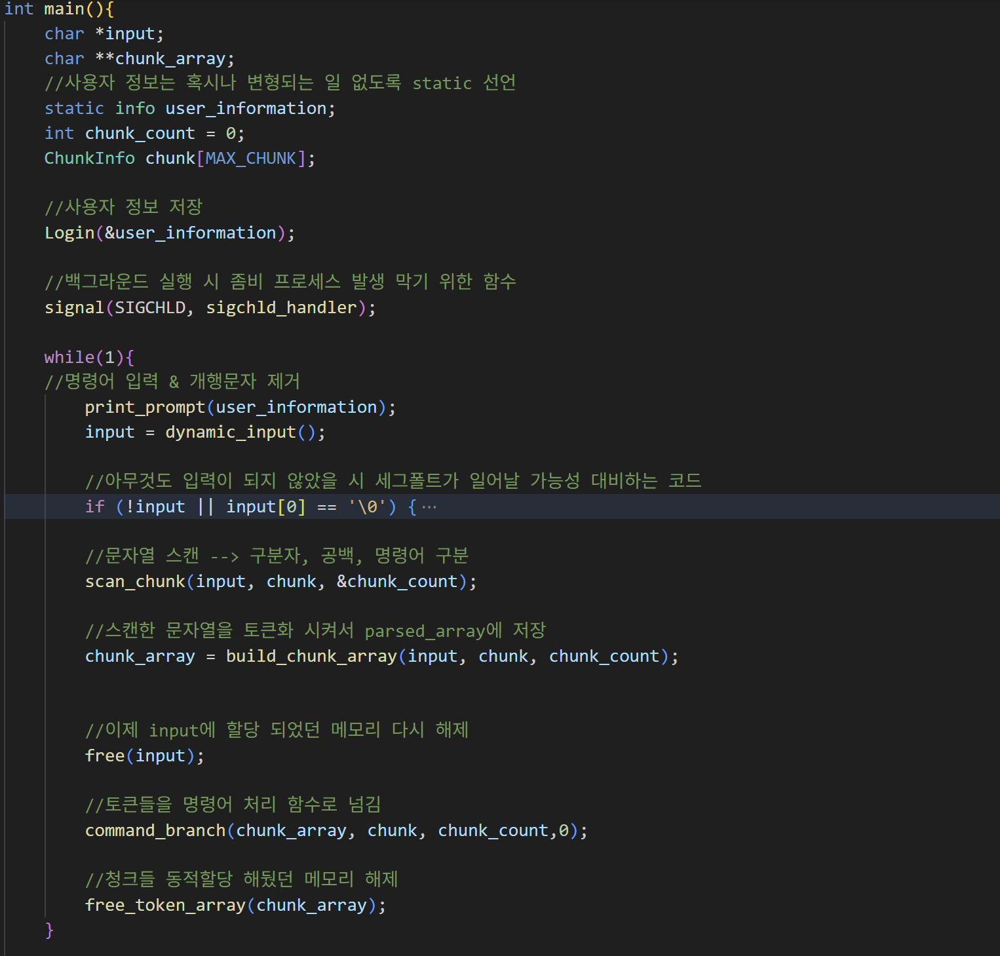 int main(){
    char *input;
    char **chunk_array;
    //사용자 정보는 혹시나 변형되는 일 없도록 static 선언
    static info user_information;
    int chunk_count = 0;
    ChunkInfo chunk[MAX_CHUNK];

    //사용자 정보 저장
    Login(&user_information);

    //백그라운드 실행 시 좀비 프로세스 발생 막기 위한 함수
    signal(SIGCHLD, sigchld_handler);

    while(1){
    //명령어 입력 & 개행문자 제거
        print_prompt(user_information);
        input = dynamic_input();

        //아무것도 입력이 되지 않았을 시 세그폴트가 일어날 가능성 대비하는 코드
        if (!input || input[0] == '\0') {···

        //문자열 스캔 --> 구분자, 공백, 명령어 구분
        scan_chunk(input, chunk, &chunk_count);

        //스캔한 문자열을 토큰화 시켜서 parsed_array에 저장
        chunk_array = build_chunk_array(input, chunk, chunk_count);


        //이제 input에 할당 되었던 메모리 다시 해제
        free(input);

        //토큰들을 명령어 처리 함수로 넘김
        command_branch(chunk_array, chunk, chunk_count,0);

        //청크들 동적할당 해뒀던 메모리 해제
        free_token_array(chunk_array);
    }